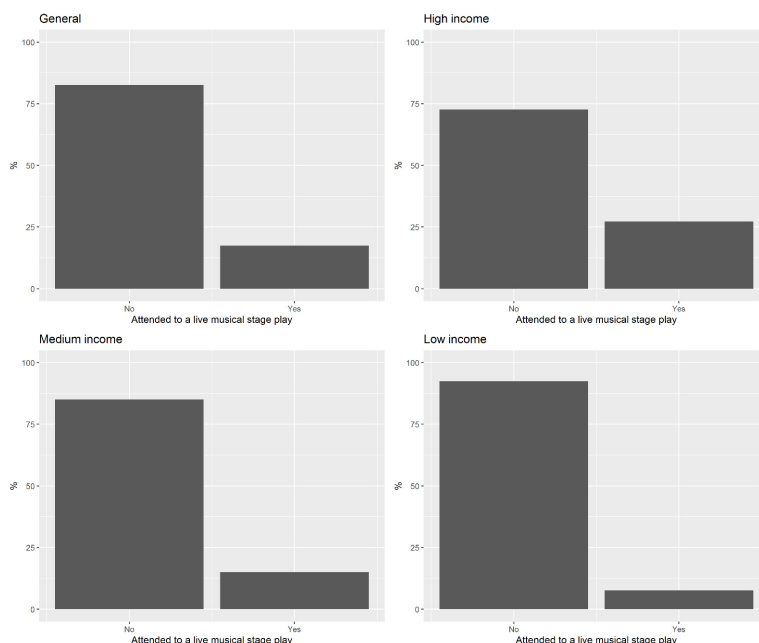 General
100
75
%
50
25
0
No Yes
Attended to a live musical stage play
High income
100
75
%
50
25
0
No Yes
Attended to a live musical stage play
Medium income
100
75
%
50
25
0
No Yes
Attended to a live musical stage play
Low income
100
75
%
50
25
0
No Yes
Attended to a live musical stage play